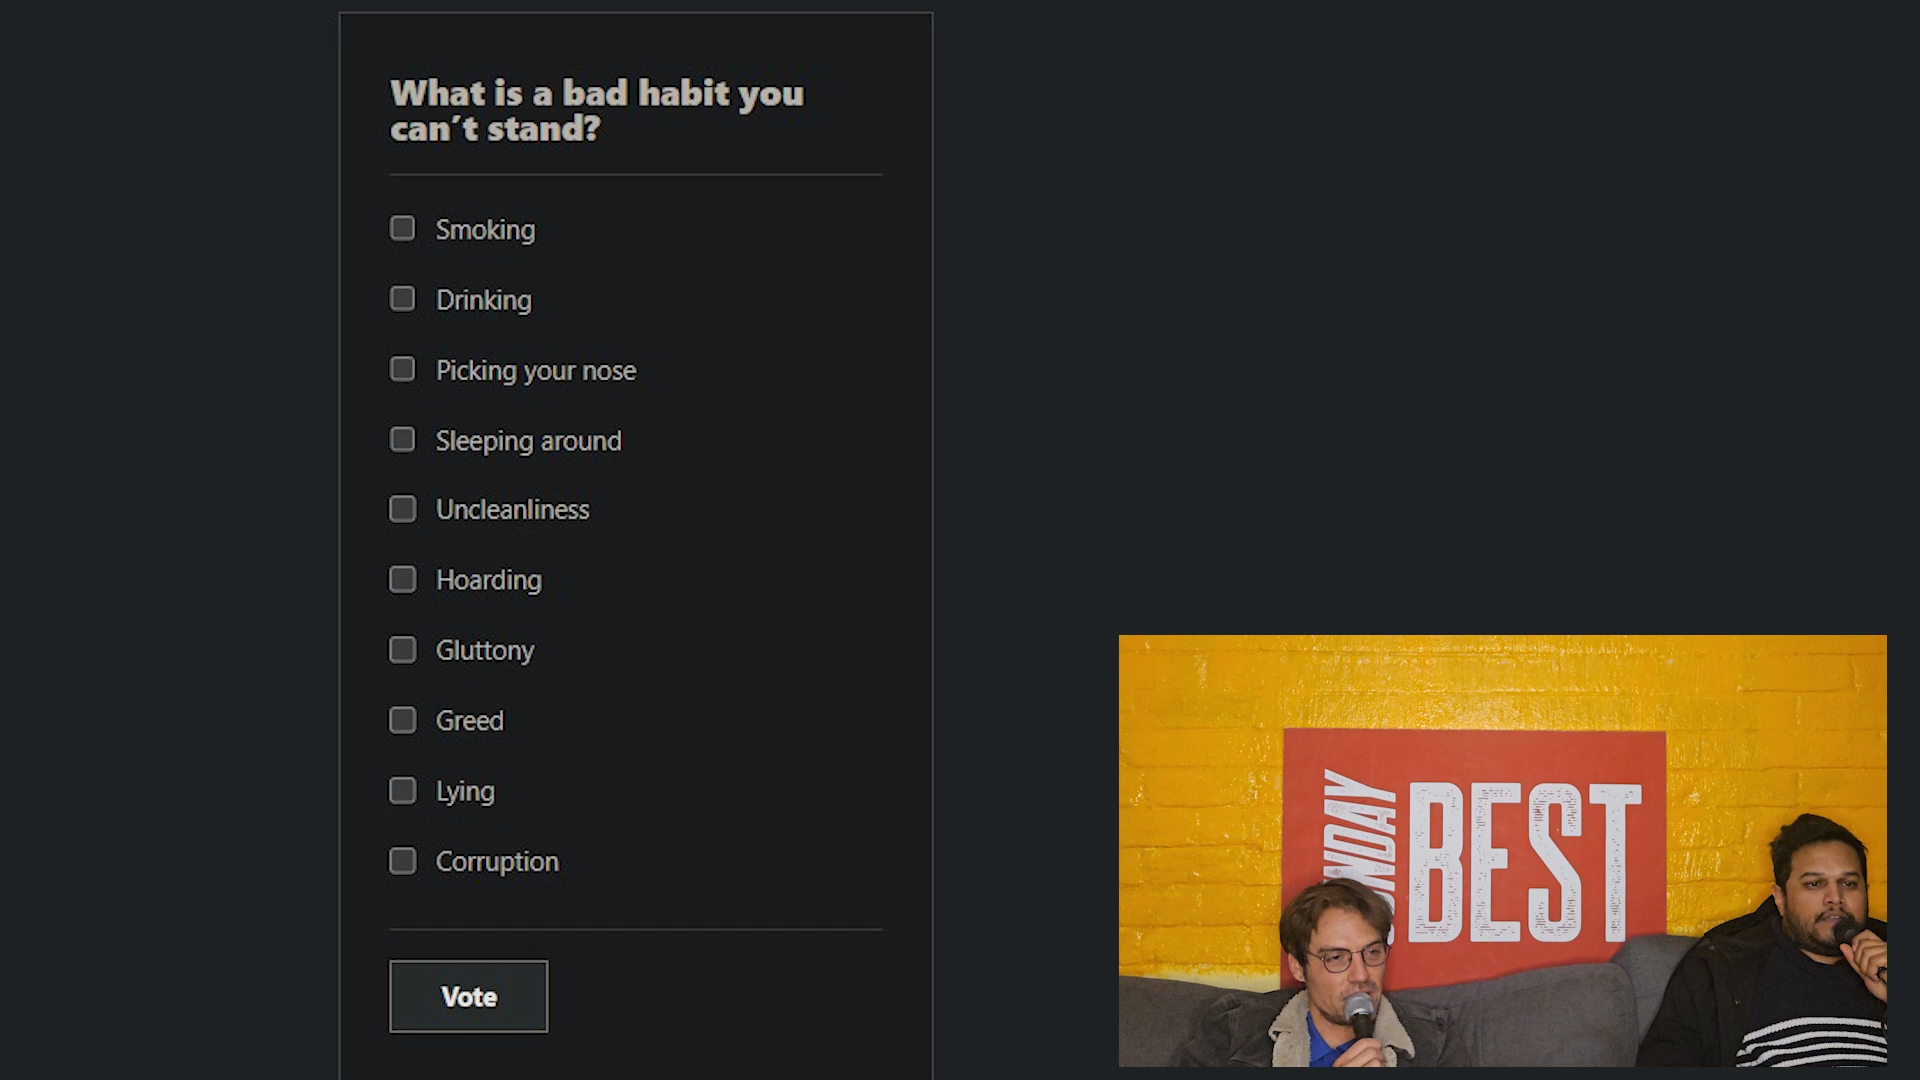 What is a bad habit you
can´t stand?
Smoking
Drinking
Picking your nose
Sleeping around
Uncleanliness
Hoarding
Gluttony
Greed
Lying
Corruption
Vote
BEST